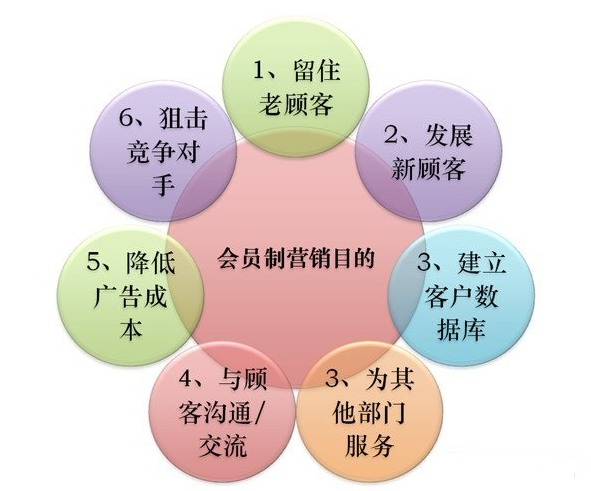 1、留住
老顾客
2、发展
新顾客
3、建立
客户数
据库
3、为其
他部门
服务
4、与顾
客沟通/
交流
5、降低
广告成
本
6、狙击
竞争对
手
会员制营销目的